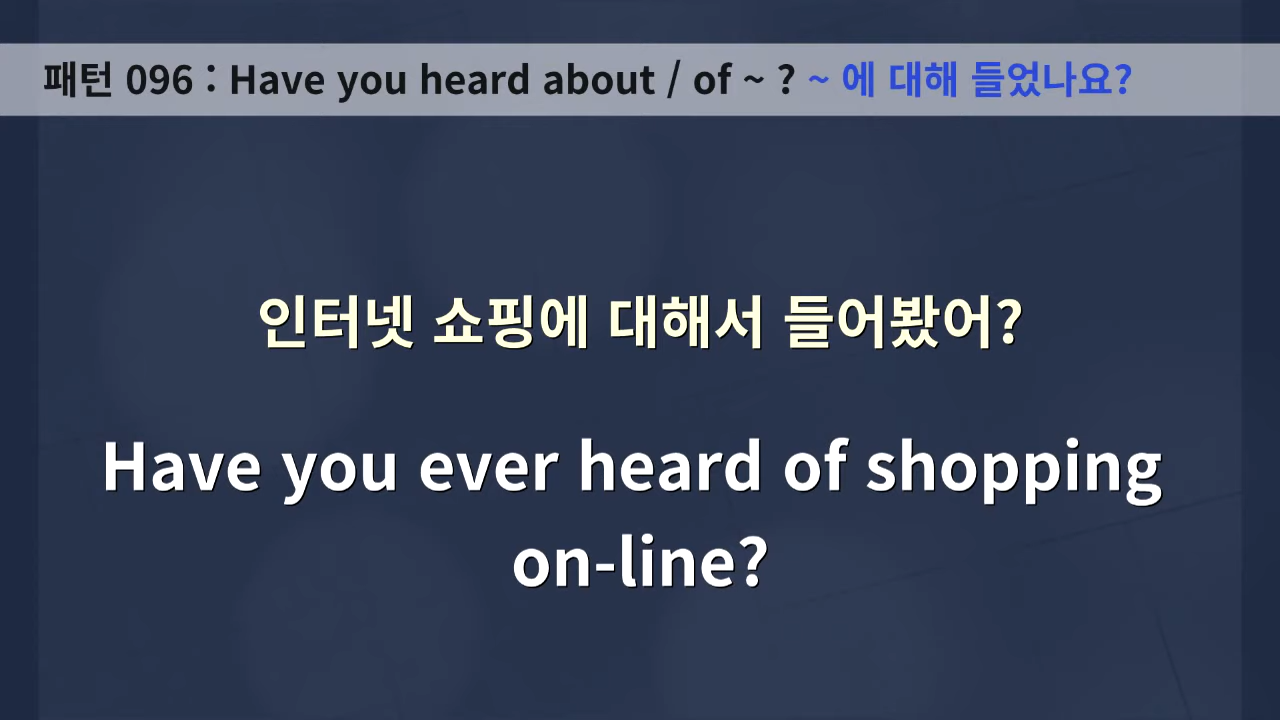 패턴 096 : Have you heard about / of ~ ? ~ 에 대해 들었나요?
인터넷 쇼핑에 대해서 들어봤어?
Have you ever heard of shopping
on-line?